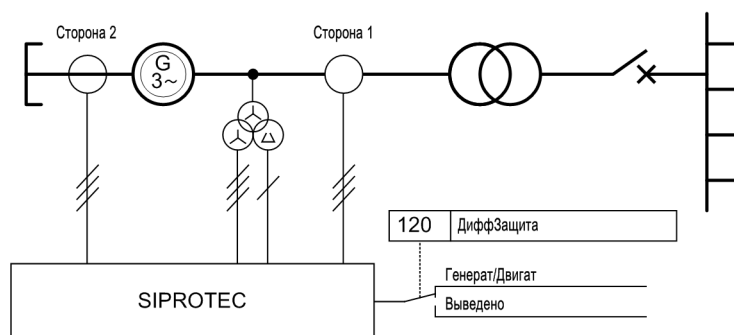 Сторона 2
Сторона 1
G
3~
120
ДиффЗащита
Генерат/Двигат
SIPROTEC
Выведено